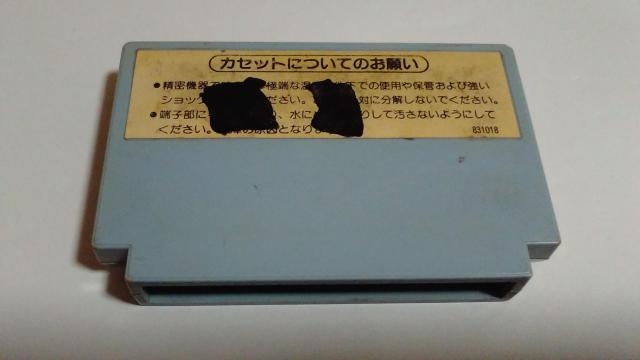 カセットについてのお願い
●精密機器で 極端な温 下での使用や保管および強い
ショッ ださい。 対に分解しないでください。
●端子部に 、水に して汚さないようにして
ください。 の原因となりま
831018